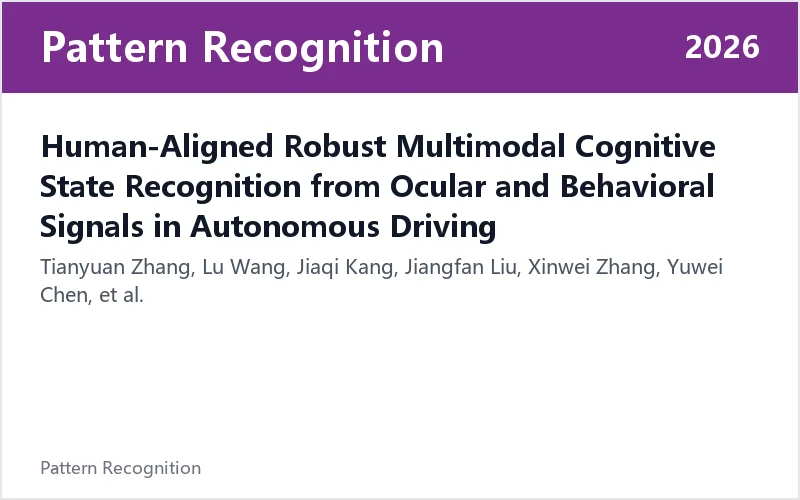 Pattern Recognition
2026
Human-Aligned Robust Multimodal Cognitive
State Recognition from Ocular and Behavioral
Signals in Autonomous Driving
Tianyuan Zhang, Lu Wang, Jiaqi Kang, Jiangfan Liu, Xinwei Zhang, Yuwei
Chen, et al.
Pattern Recognition